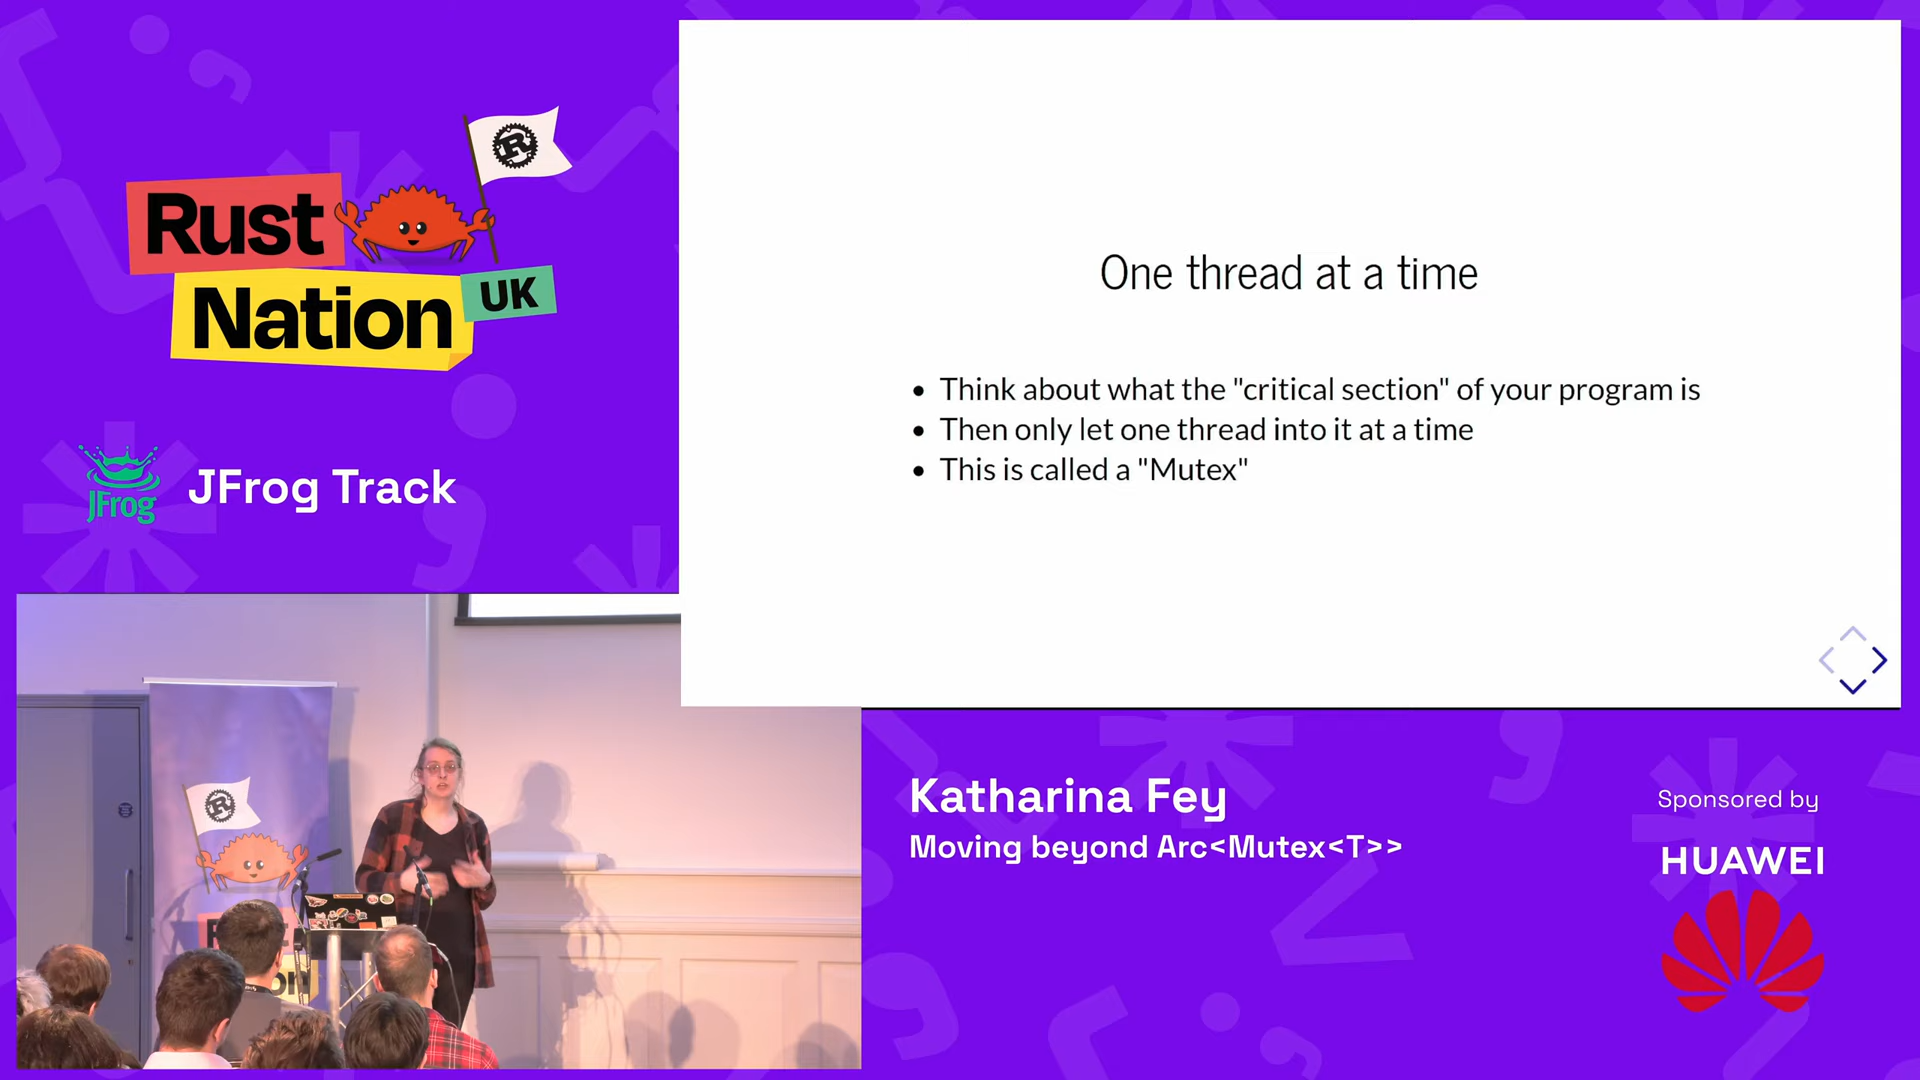 Rust
Nation
UK
R
JFrog
JFrog Track
One thread at a time
Think about what the "critical section" of your program is
Then only let one thread into it at a time
This is called a "Mutex"
R
on
Katharina Fey
Moving beyond Arc<Mutex<T>>
Sponsored by
HUAWEI